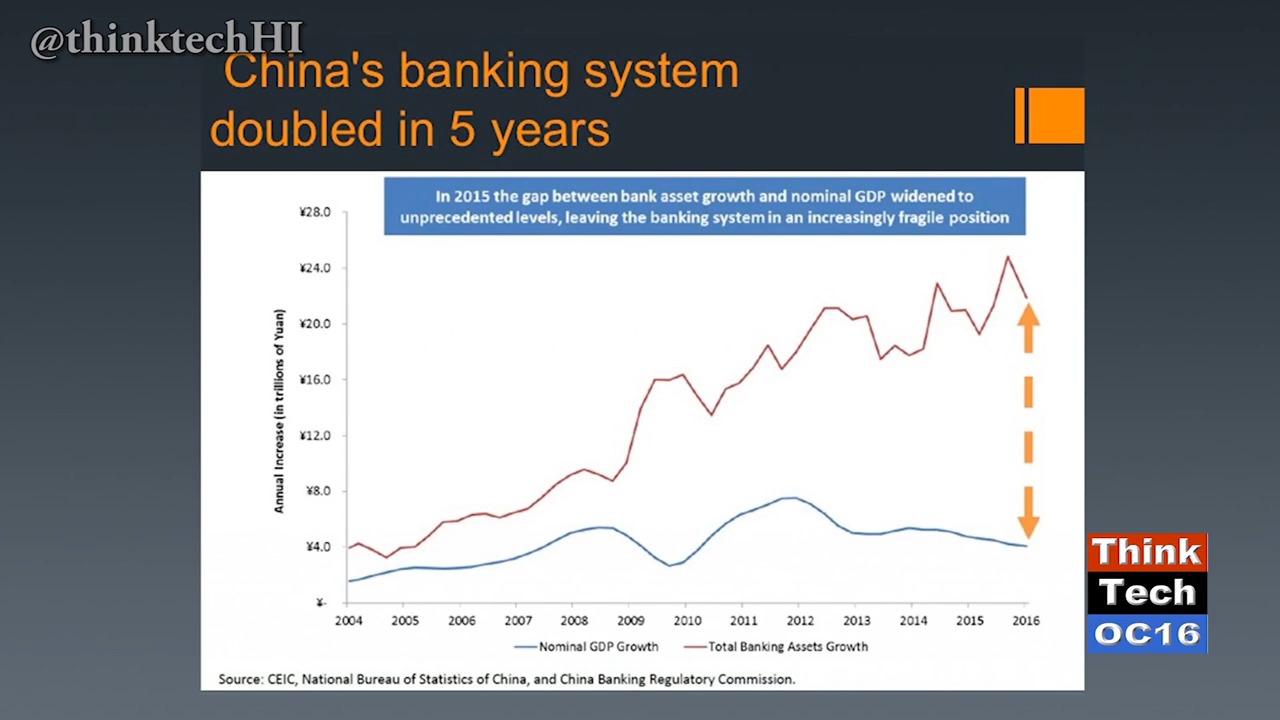 @thinktechHI
China's banking system
doubled in 5 years
In 2015 the gap between bank asset growth and nominal GDP widened to
unprecedented levels, leaving the banking system in an increasingly fragile position
Annual Increase (in trillions of Yuan)
¥28.0
¥24.0
¥20.0
¥16.0
¥12.0
¥8.0
¥4.0
¥-
2004 2005 2006 2007 2008 2009 2010 2011 2012 2013 2014 2015 2016
Nominal GDP Growth Total Banking Assets Growth
Source: CEIC, National Bureau of Statistics of China, and China Banking Regulatory Commission.
Think
Tech
OC16